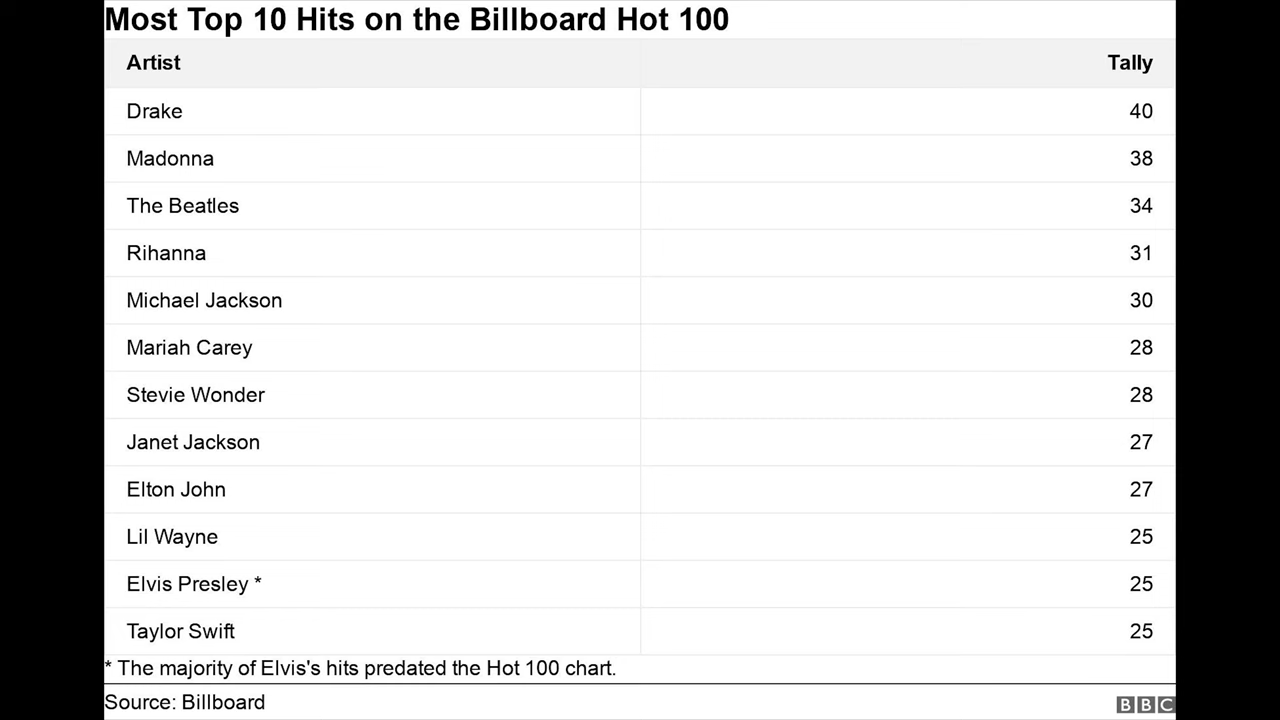 Most Top 10 Hits on the Billboard Hot 100
Artist Tally
Drake 40
Madonna 38
The Beatles 34
Rihanna 31
Michael Jackson 30
Mariah Carey 28
Stevie Wonder 28
Janet Jackson 27
Elton John 27
Lil Wayne 25
Elvis Presley * 25
Taylor Swift 25
* The majority of Elvis's hits predated the Hot 100 chart.
Source: Billboard BBC